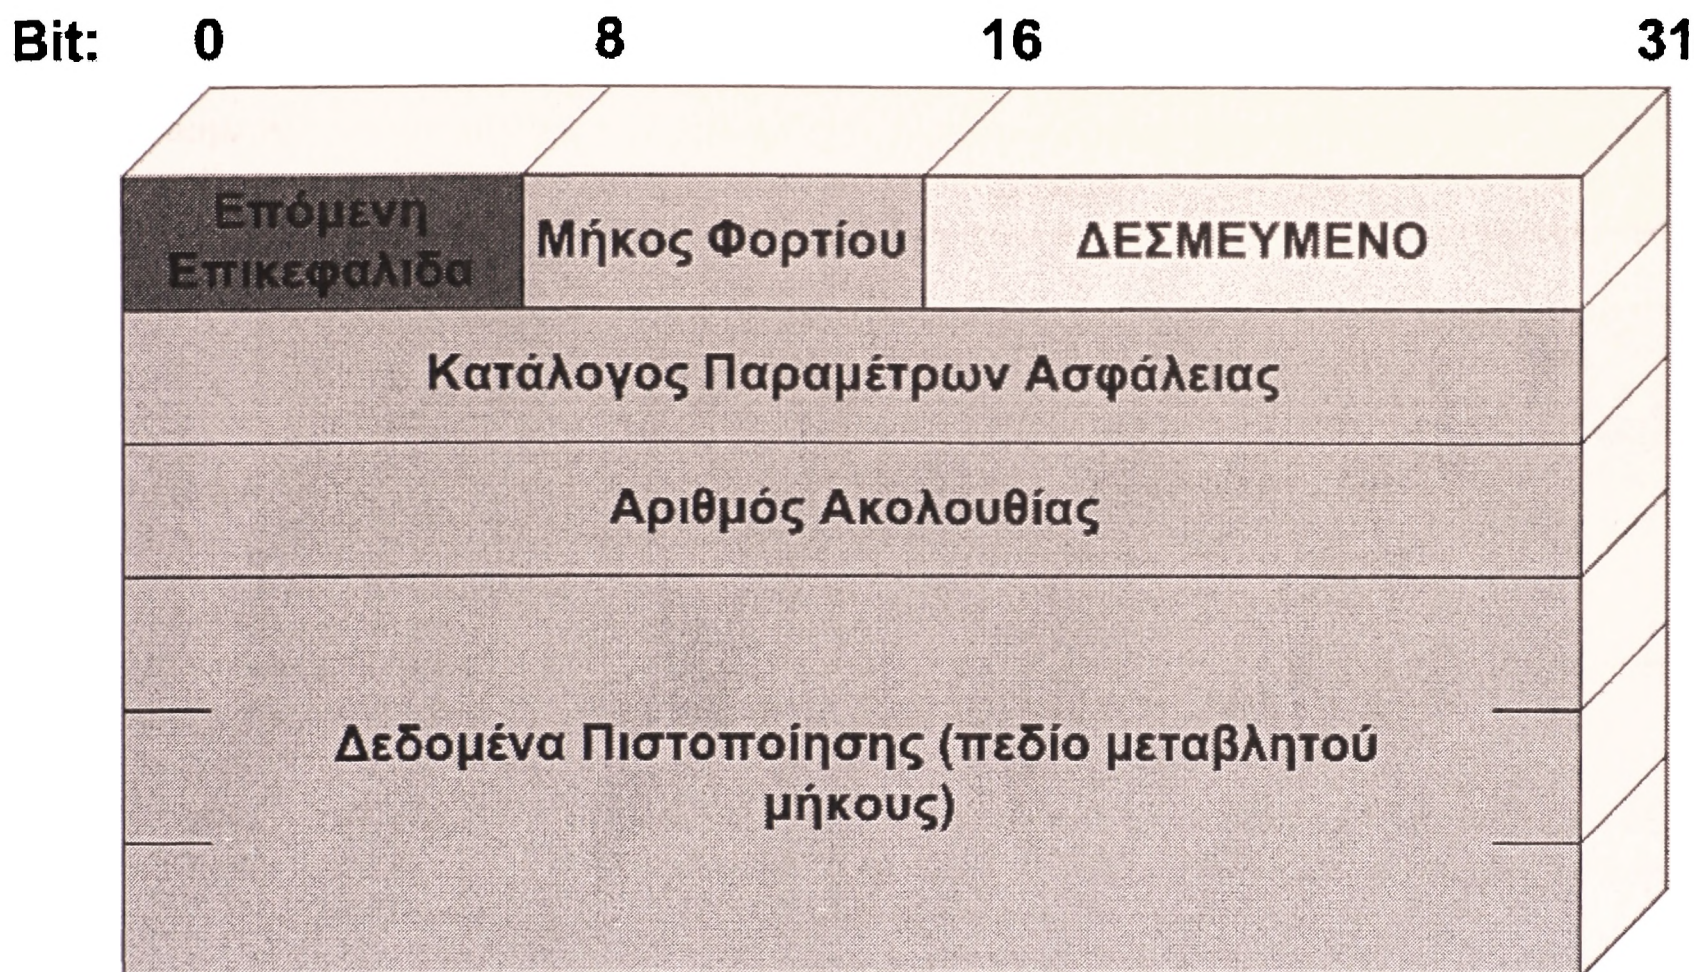 Bit: 0 8 16 31
Επόμενη
Επικεφαλιδα
Μήκος Φορτίου
ΔΕΣΜΕΥΜΕΝΟ
Κατάλογος Παραμέτρων Ασφάλειας
Αριθμός Ακολουθίας
Δεδομένα Πιστοποίησης (πεδίο μεταβλητού
μήκους)